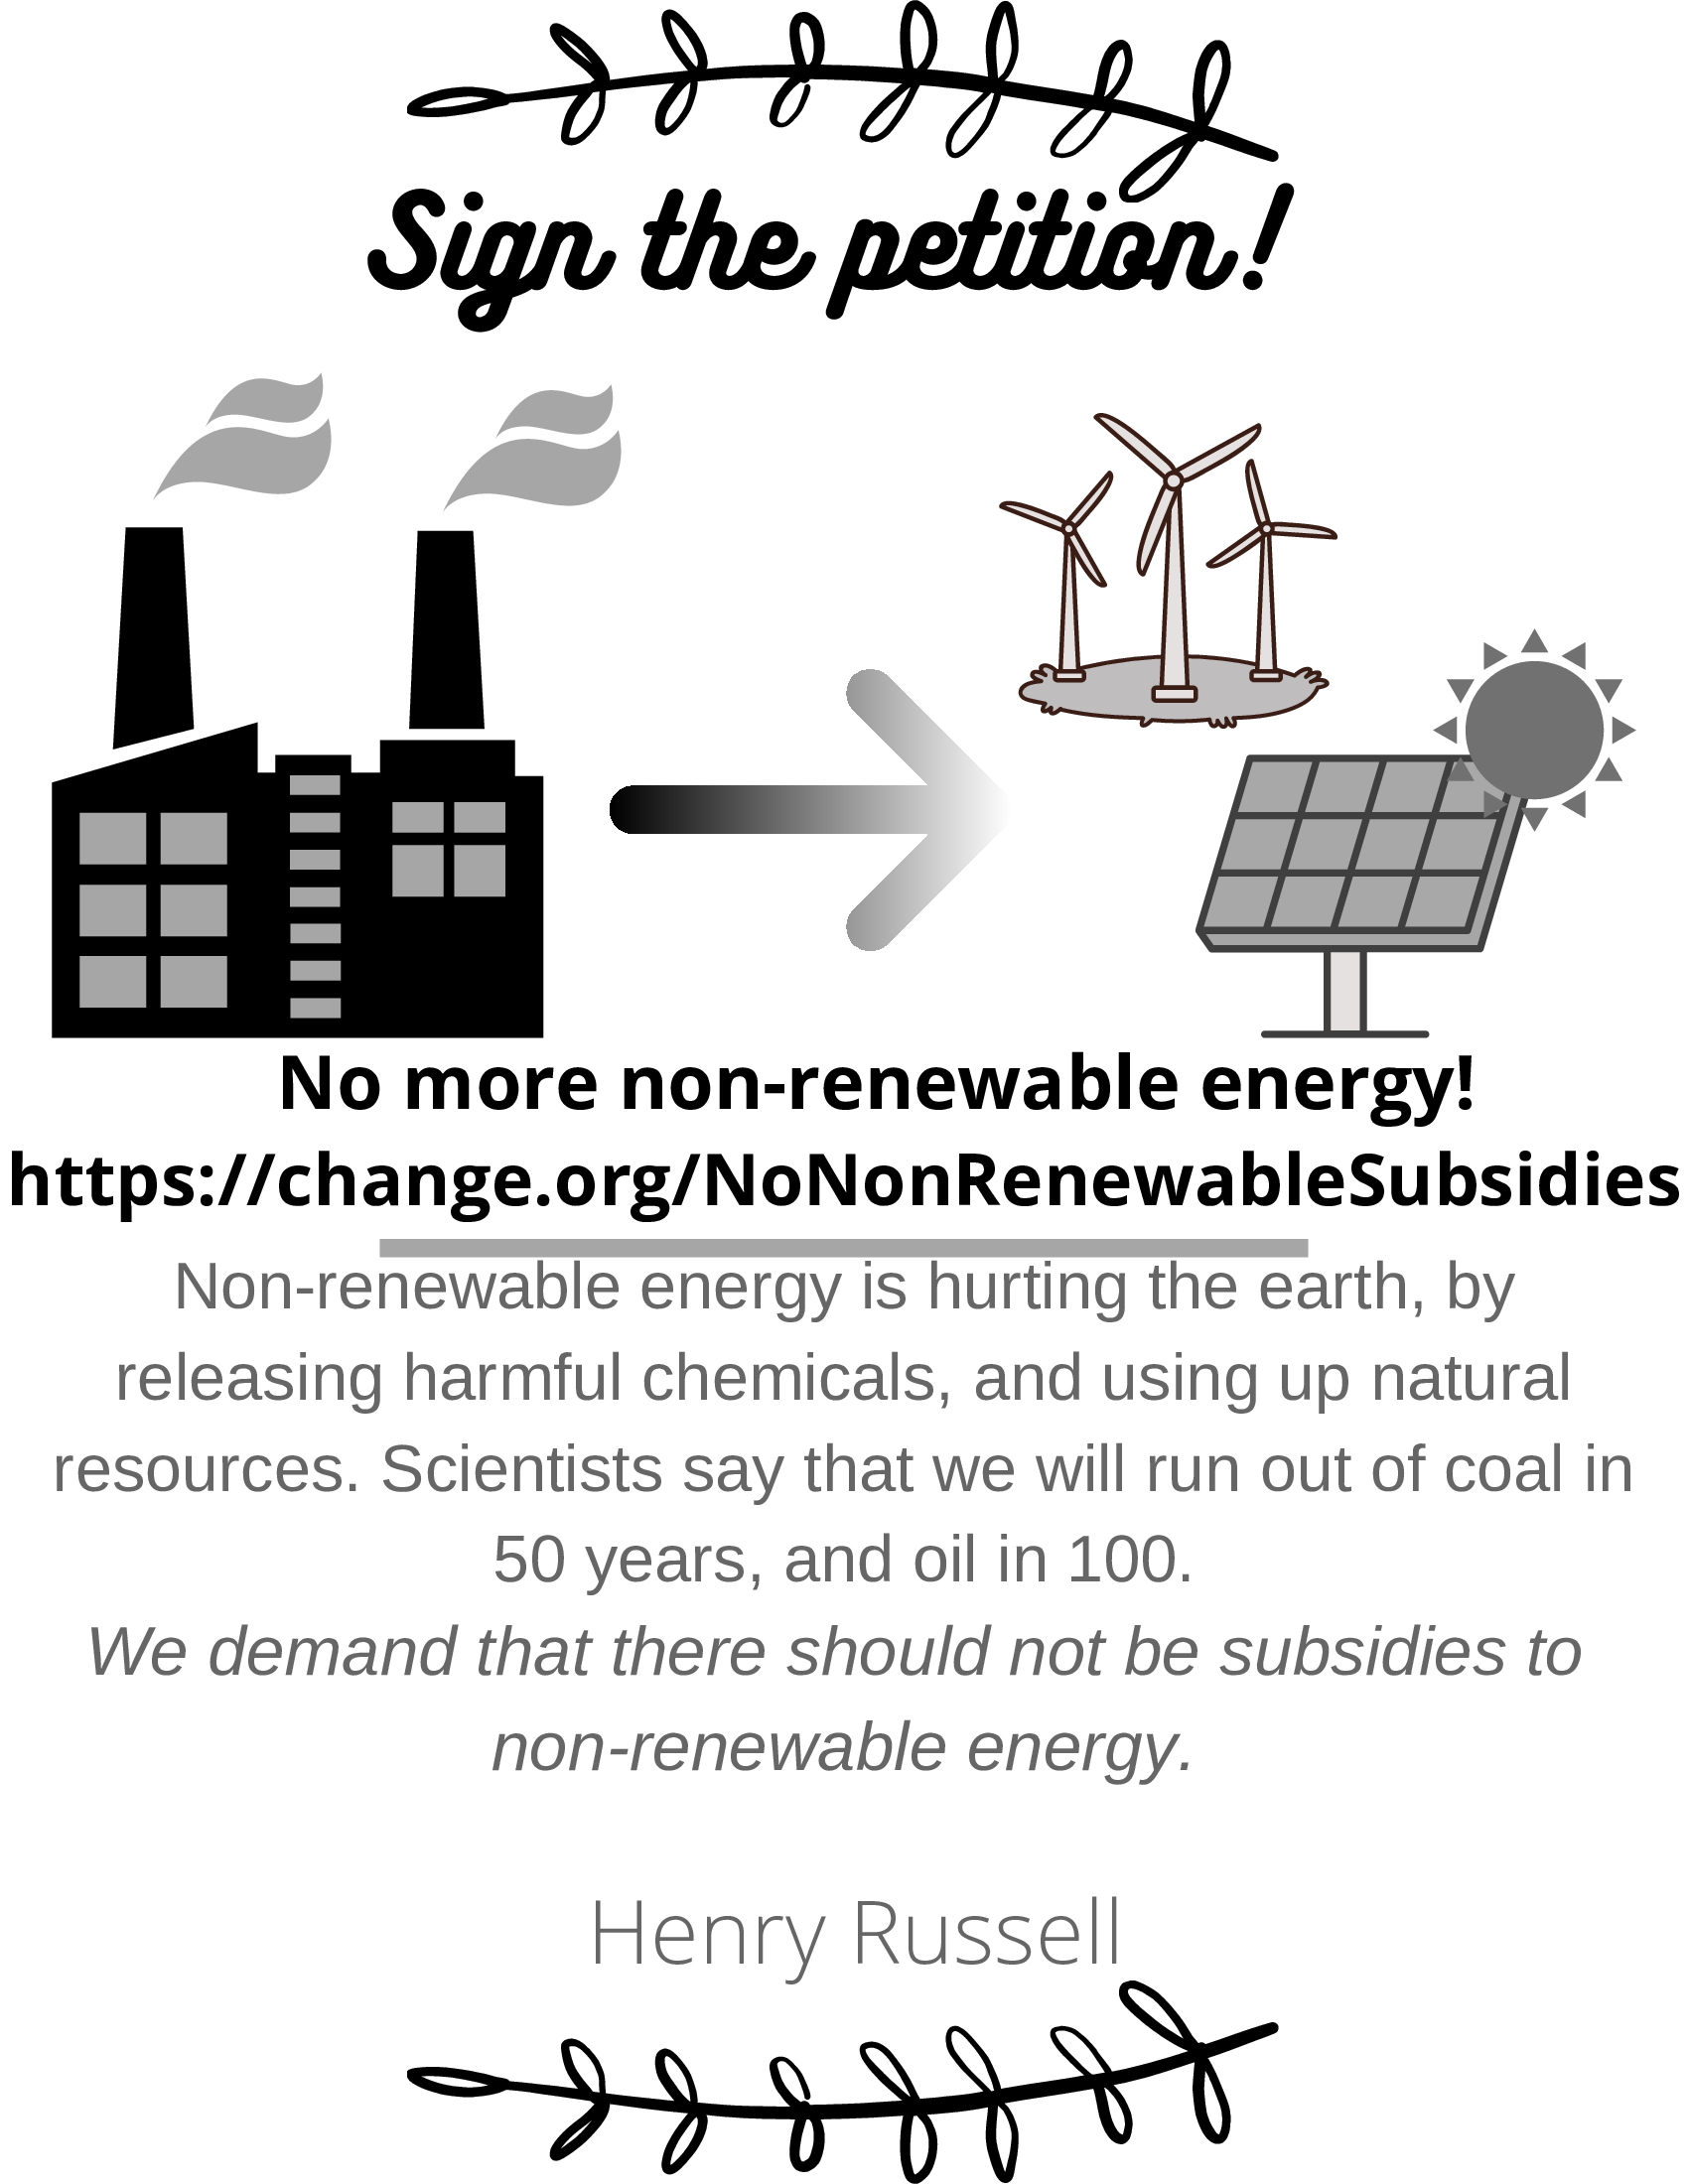 Sign the petition!
No more non-renewable energy!
https://change.org/NoNonRenewableSubsidies
Non-renewable energy is hurting the earth, by
releasing harmful chemicals, and using up natural
resources. Scientists say that we will run out of coal in
50 years, and oil in 100.
We demand that there should not be subsidies to
non-renewable energy.
Henry Russell